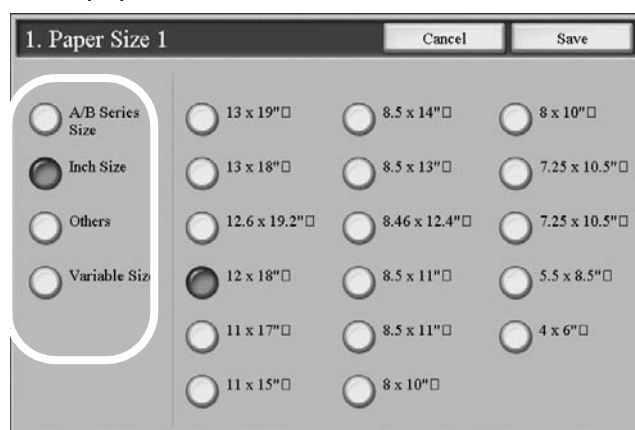 1. Paper Size 1
Cancel
Save
A/B Series
Size
Inch Size
Others
Variable Siz
13 x 19"□
13 x 18"□
12.6 x 19.2"□
12 x 18"□
11 x 17"□
11 x 15"□
8.5 x 14"□
8.5 x 13"□
8.46 x 12.4"□
8.5 x 11"□
8.5 x 11"□
8 x 10"□
8 x 10"□
7.25 x 10.5"□
7.25 x 10.5"□
5.5 x 8.5"□
4 x 6"□